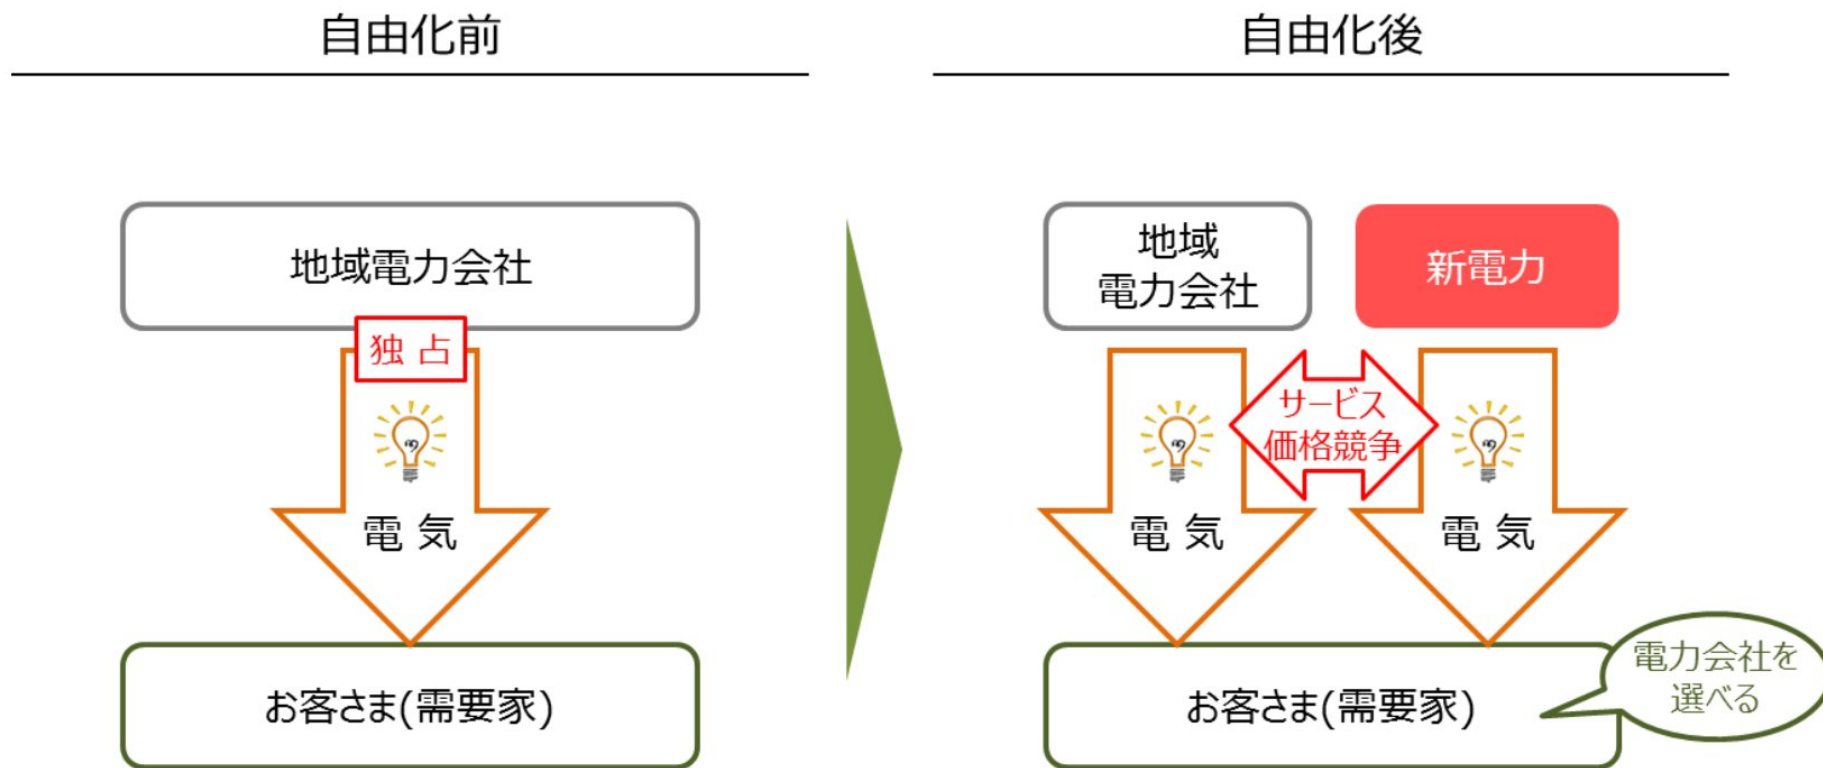 自由化前
地域電力会社
独 占
電 気
お客さま(需要家)
自由化後
地域
電力会社
新電力
サービス
価格競争
電 気
電 気
お客さま(需要家)
電力会社を
選べる